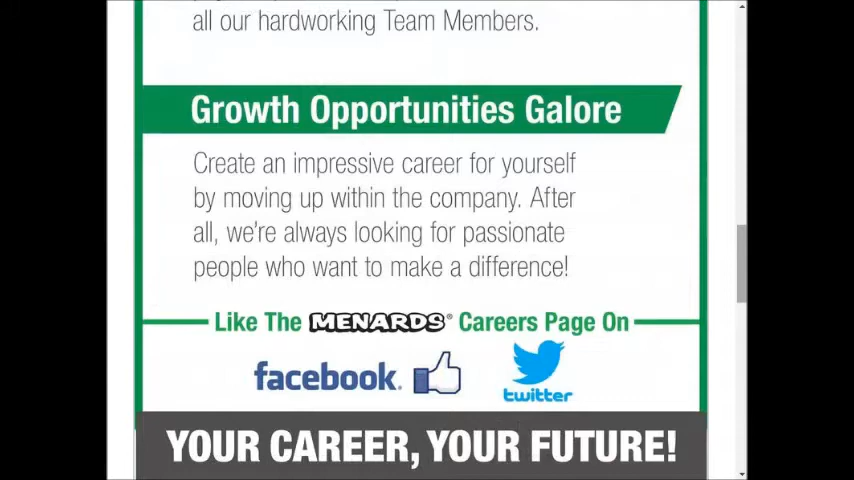 all our hardworking Team Members.
Growth Opportunities Galore
Create an impressive career for yourself
by moving up within the company. After
all, we're always looking for passionate
people who want to make a difference!
Like The MENARDS® Careers Page On
facebook.
twitter
YOUR CAREER, YOUR FUTURE!